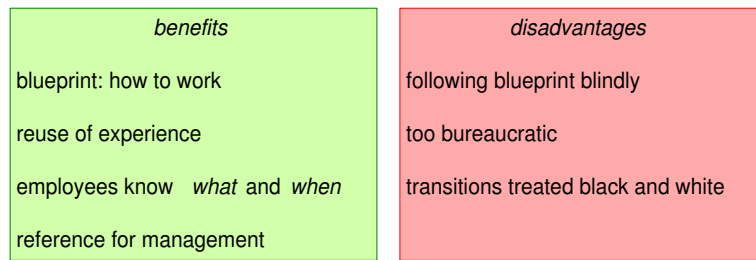 benefits
blueprint: how to work
reuse of experience
employees know what and when
reference for management
disadvantages
following blueprint blindly
too bureaucratic
transitions treated black and white